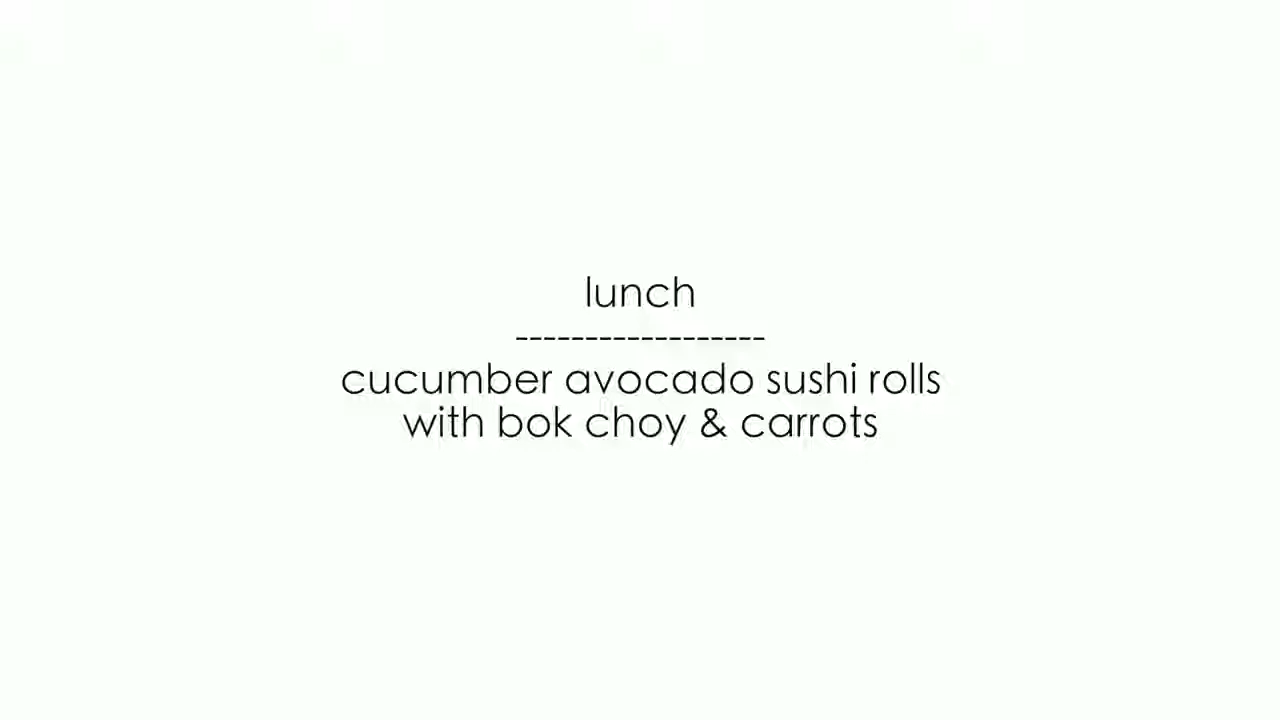 lunch
------------------
cucumber avocado sushi rolls
with bok choy & carrots